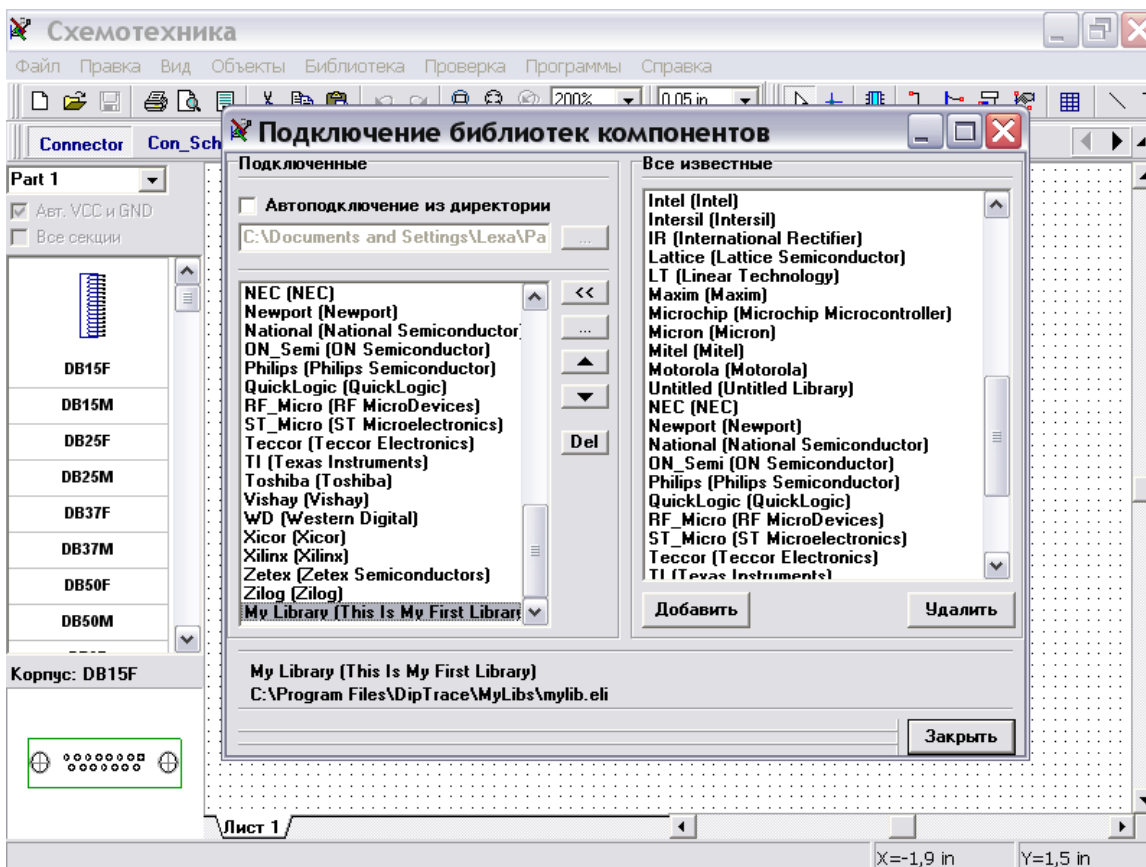 Схемотехника
Файл Правка Вид Объекты Библиотека Проверка Программы Справка
200% 0,05 in
Connector Con_Sch
Part 1
Авт. VCC и GND
Все секции
DB15F
DB15M
DB25F
DB25M
DB37F
DB37M
DB50F
DB50M
Корпус: DB15F
Подключение библиотек компонентов
Подключенные
Автоподключение из директории
C:\Documents and Settings\Lexa\Pa
...
NEC (NEC)
Newport (Newport)
National (National Semiconductor)
ON_Semi (ON Semiconductor)
Philips (Philips Semiconductor)
QuickLogic (QuickLogic)
RF_Micro (RF MicroDevices)
ST_Micro (ST Microelectronics)
Teccor (Teccor Electronics)
TI (Texas Instruments)
Toshiba (Toshiba)
Vishay (Vishay)
WD (Western Digital)
Xicor (Xicor)
Xilinx (Xilinx)
Zetex (Zetex Semiconductors)
Zilog (Zilog)
My Library (This Is My First Library
<<
...
Del
Все известные
Intel (Intel)
Intersil (Intersil)
IR (International Rectifier)
Lattice (Lattice Semiconductor)
LT (Linear Technology)
Maxim (Maxim)
Microchip (Microchip Microcontroller)
Micron (Micron)
Mitel (Mitel)
Motorola (Motorola)
Untitled (Untitled Library)
NEC (NEC)
Newport (Newport)
National (National Semiconductor)
ON_Semi (ON Semiconductor)
Philips (Philips Semiconductor)
QuickLogic (QuickLogic)
RF_Micro (RF MicroDevices)
ST_Micro (ST Microelectronics)
Teccor (Teccor Electronics)
TI (Texas Instruments)
Добавить Удалить
My Library (This Is My First Library)
C:\Program Files\DipTrace\MyLibs\mylib.eli
Закрыть
Лист 1
X=-1,9 in Y=1,5 in